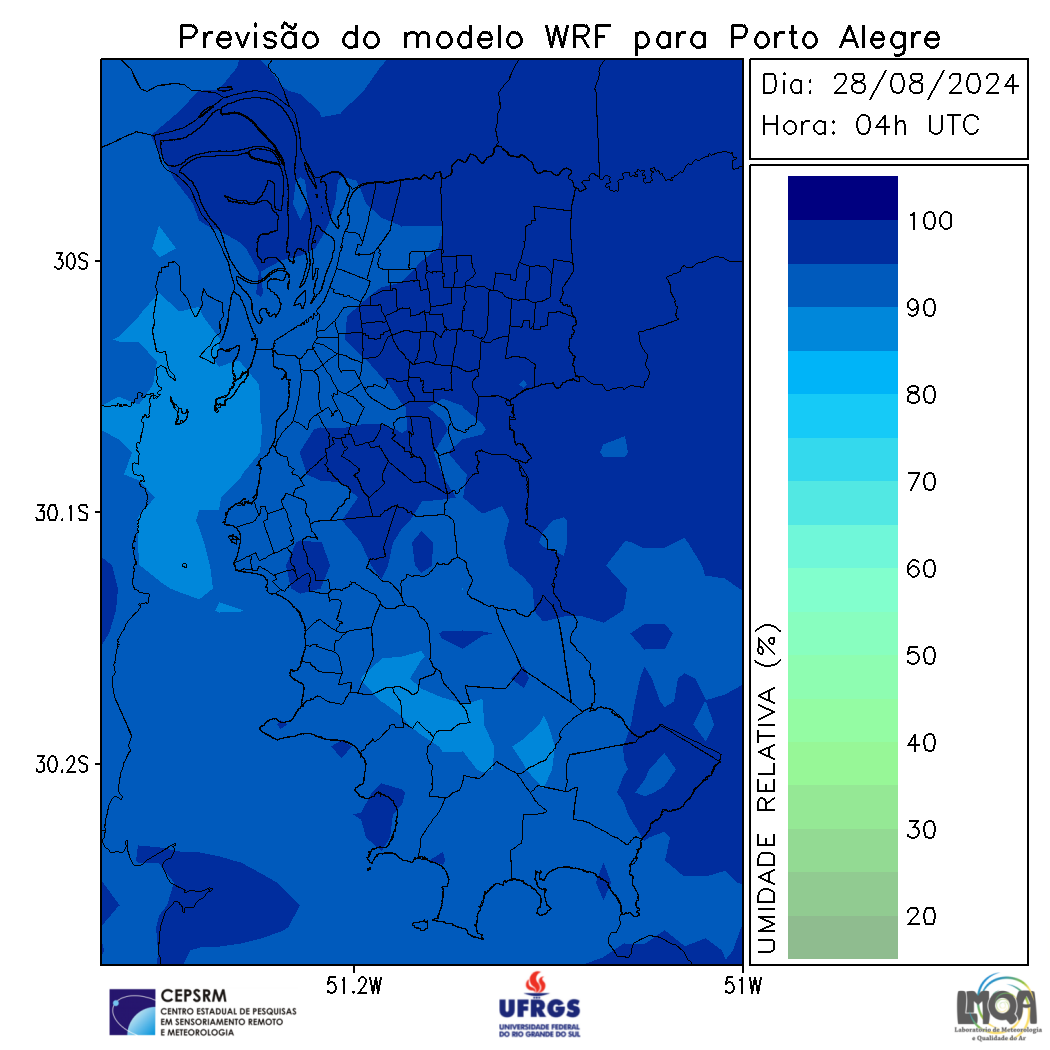 Previsão do modelo WRF para Porto Alegre
Dia: 28/08/2024
Hora: 04h UTC
30S
30.1S
30.2S
51.2W
51W
100
90
80
70
60
50
40
30
20
UMIDADE RELATIVA (%)
CEPSRM
CENTRO ESTADUAL DE PESQUISAS
EM SENSORIAMENTO REMOTO
E METEOROLOGIA
UFRGS
UNIVERSIDADE FEDERAL
DO RIO GRANDE DO SUL
LMQA
Laboratório de Meteorologia
e Qualidade do Ar